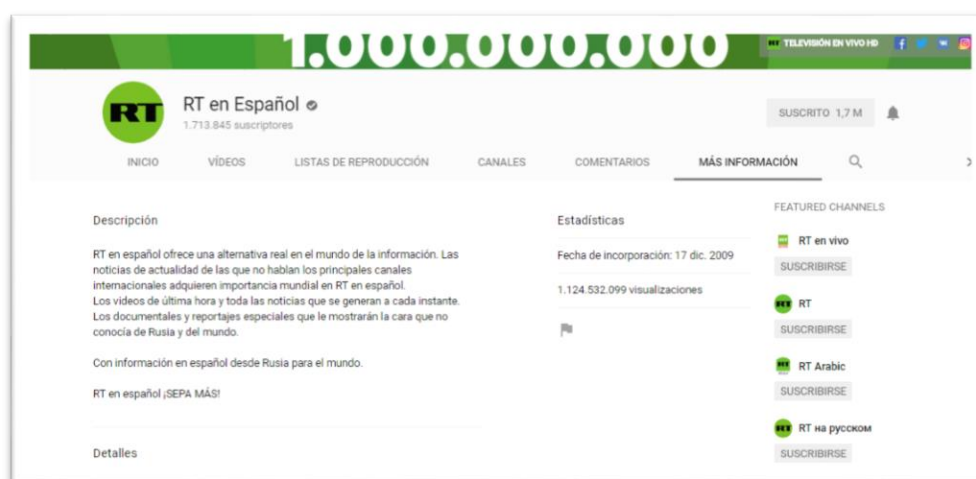 1.000.000.000
RT TELEVISIÓN EN VIVO HD
RT
RT en Español
1.713.845 suscriptores
SUSCRITO 1,7 M
INICIO VÍDEOS LISTAS DE REPRODUCCIÓN CANALES COMENTARIOS MÁS INFORMACIÓN
Descripción
RT en español ofrece una alternativa real en el mundo de la información. Las
noticias de actualidad de las que no hablan los principales canales
internacionales adquieren importancia mundial en RT en español.
Los videos de última hora y toda las noticias que se generan a cada instante.
Los documentales y reportajes especiales que le mostrarán la cara que no
conocía de Rusia y del mundo.
Con información en español desde Rusia para el mundo.
RT en español ¡SEPA MÁS!
Detalles
Estadísticas
Fecha de incorporación: 17 dic. 2009
1.124.532.099 visualizaciones
FEATURED CHANNELS
RT en vivo
SUSCRIBIRSE
RT RT
SUSCRIBIRSE
RT Arabic
SUSCRIBIRSE
RT RT на русском
SUSCRIBIRSE